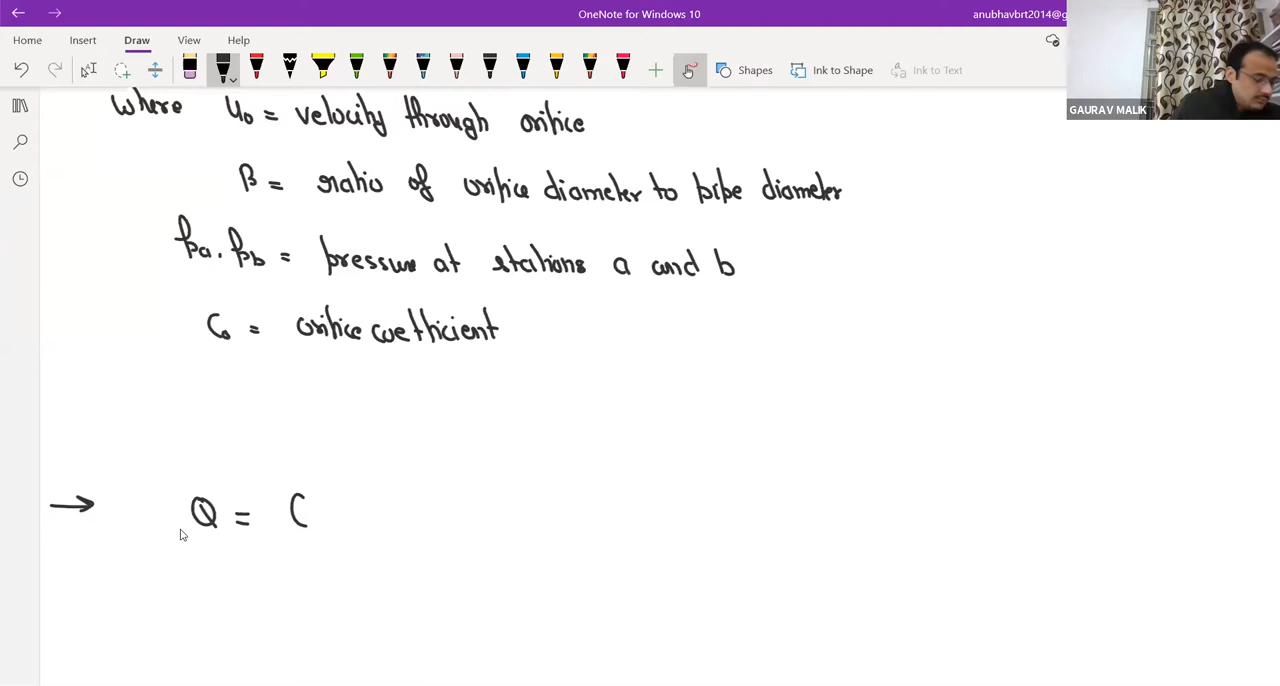 OneNote for Windows 10
anubhavbrt2014@g
Home Insert Draw View Help
Shapes Ink to Shape Ink to Text
GAURAV MALIK
where u₀ = velocity through orifice
β = ratio of orifice diameter to pipe diameter
pa, pb = pressure at stations a and b
C₀ = orifice coefficient
→ Q = C